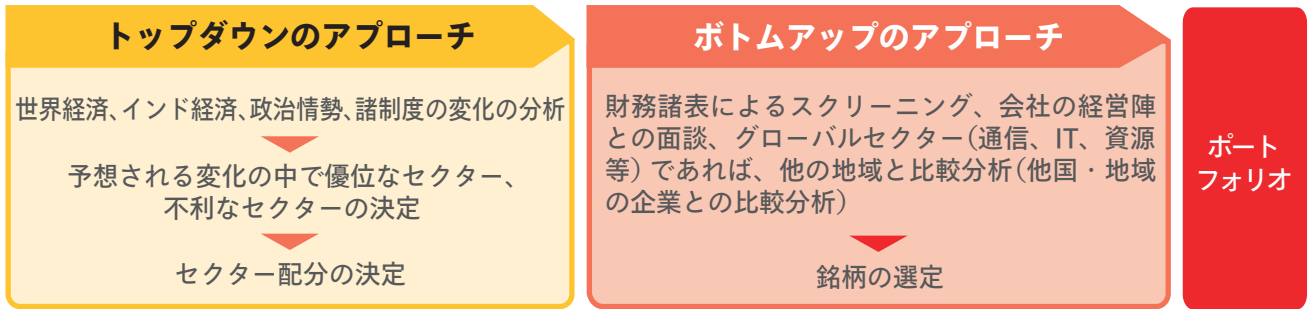 トップダウンのアプローチ
世界経済、インド経済、政治情勢、諸制度の変化の分析
予想される変化の中で優位なセクター、
不利なセクターの決定
セクター配分の決定
ボトムアップのアプローチ
財務諸表によるスクリーニング、会社の経営陣
との面談、グローバルセクター(通信、IT、資源
等)であれば、他の地域と比較分析(他国・地域
の企業との比較分析)
銘柄の選定
ポート
フォリオ